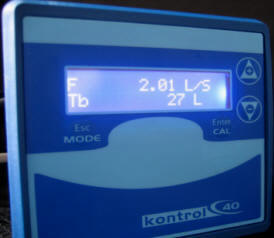 F 2.01 L/S
Tb 27 L
Esc Enter
MODE CAL
kontrol 40